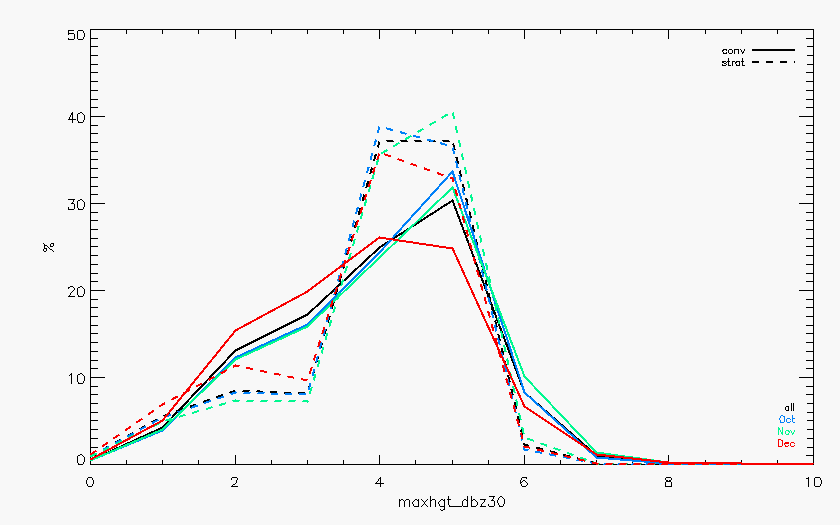 50
conv
strat
40
30
%
20
10
all
Oct
Nov
Dec
0
0 2 4 6 8 10
maxhgt_dbz30